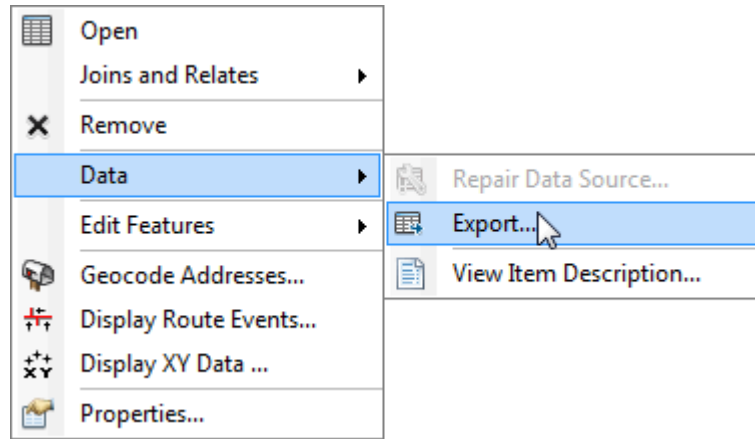 Open
Joins and Relates
Remove
Data
Repair Data Source...
Edit Features
Export...
Geocode Addresses...
View Item Description...
Display Route Events...
Display XY Data ...
Properties...